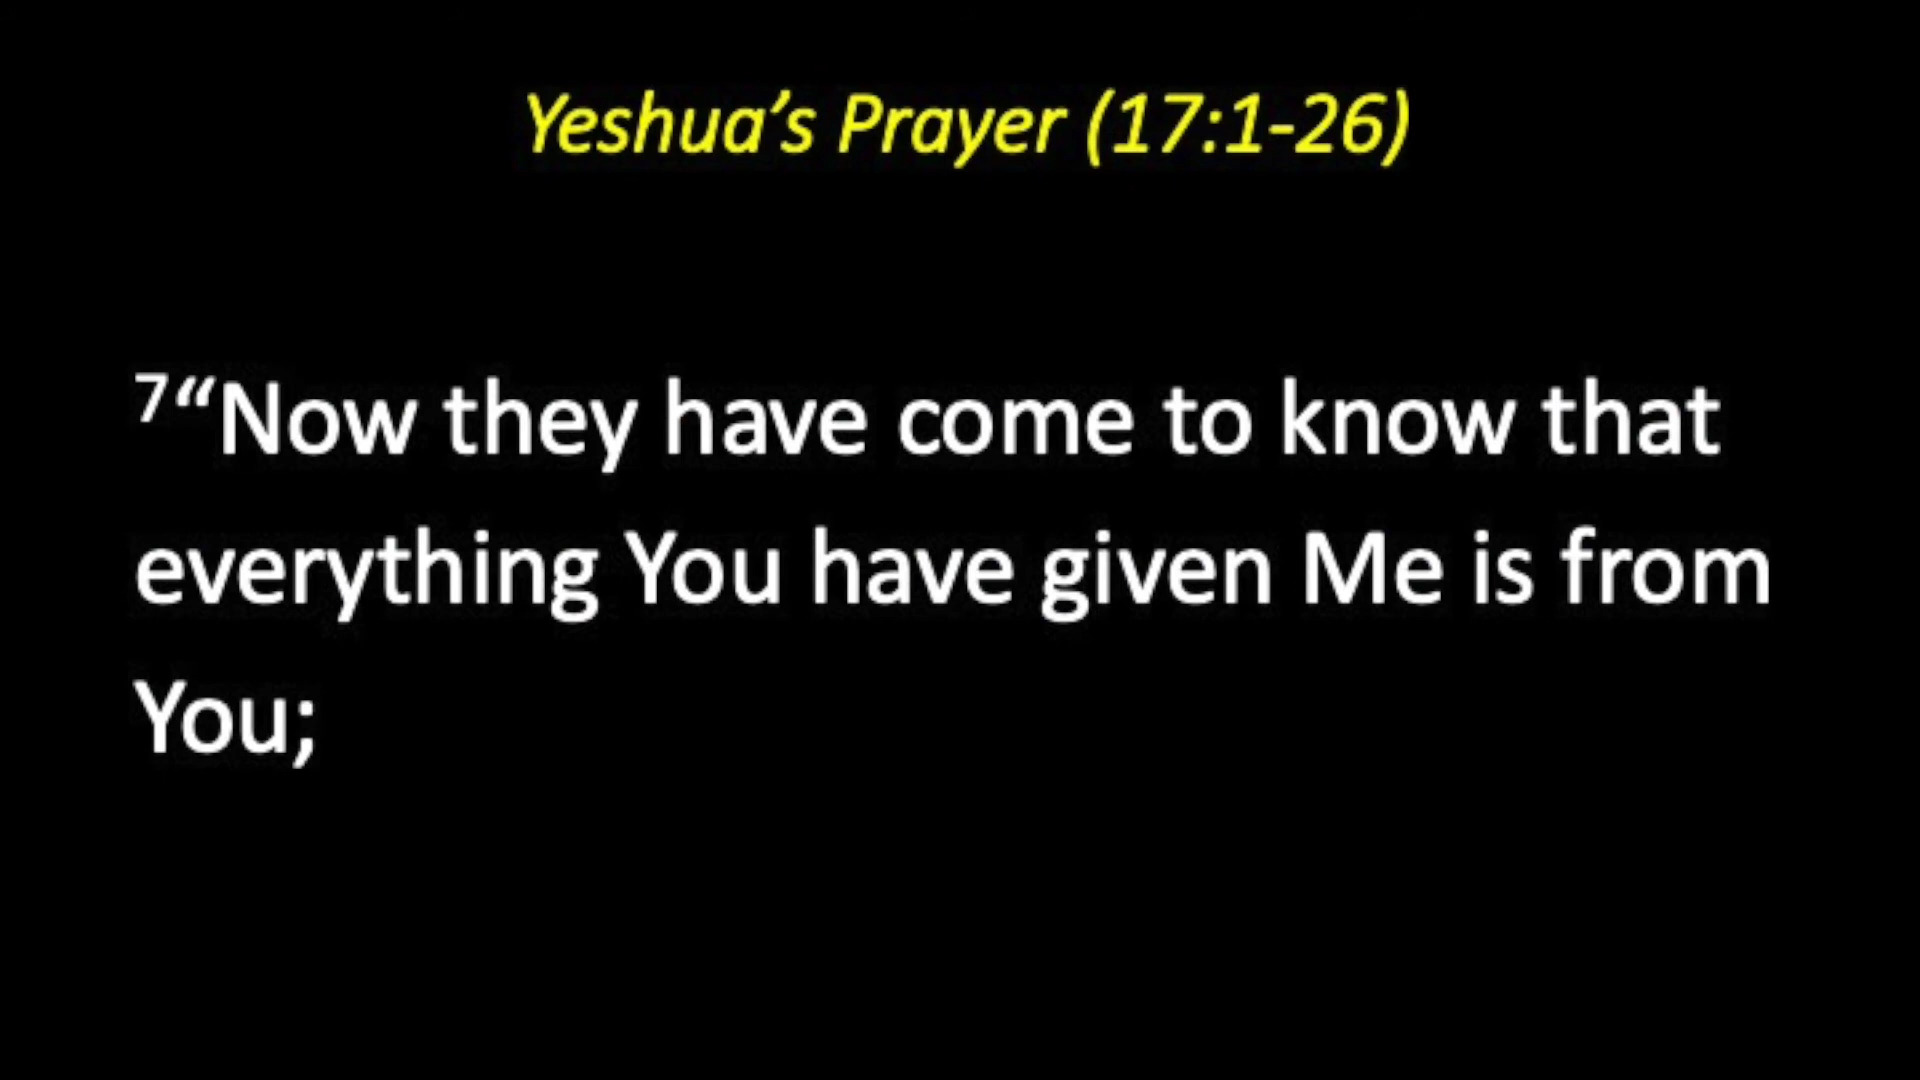 Yeshua’s Prayer (17:1-26)
⁷“Now they have come to know that
everything You have given Me is from
You;